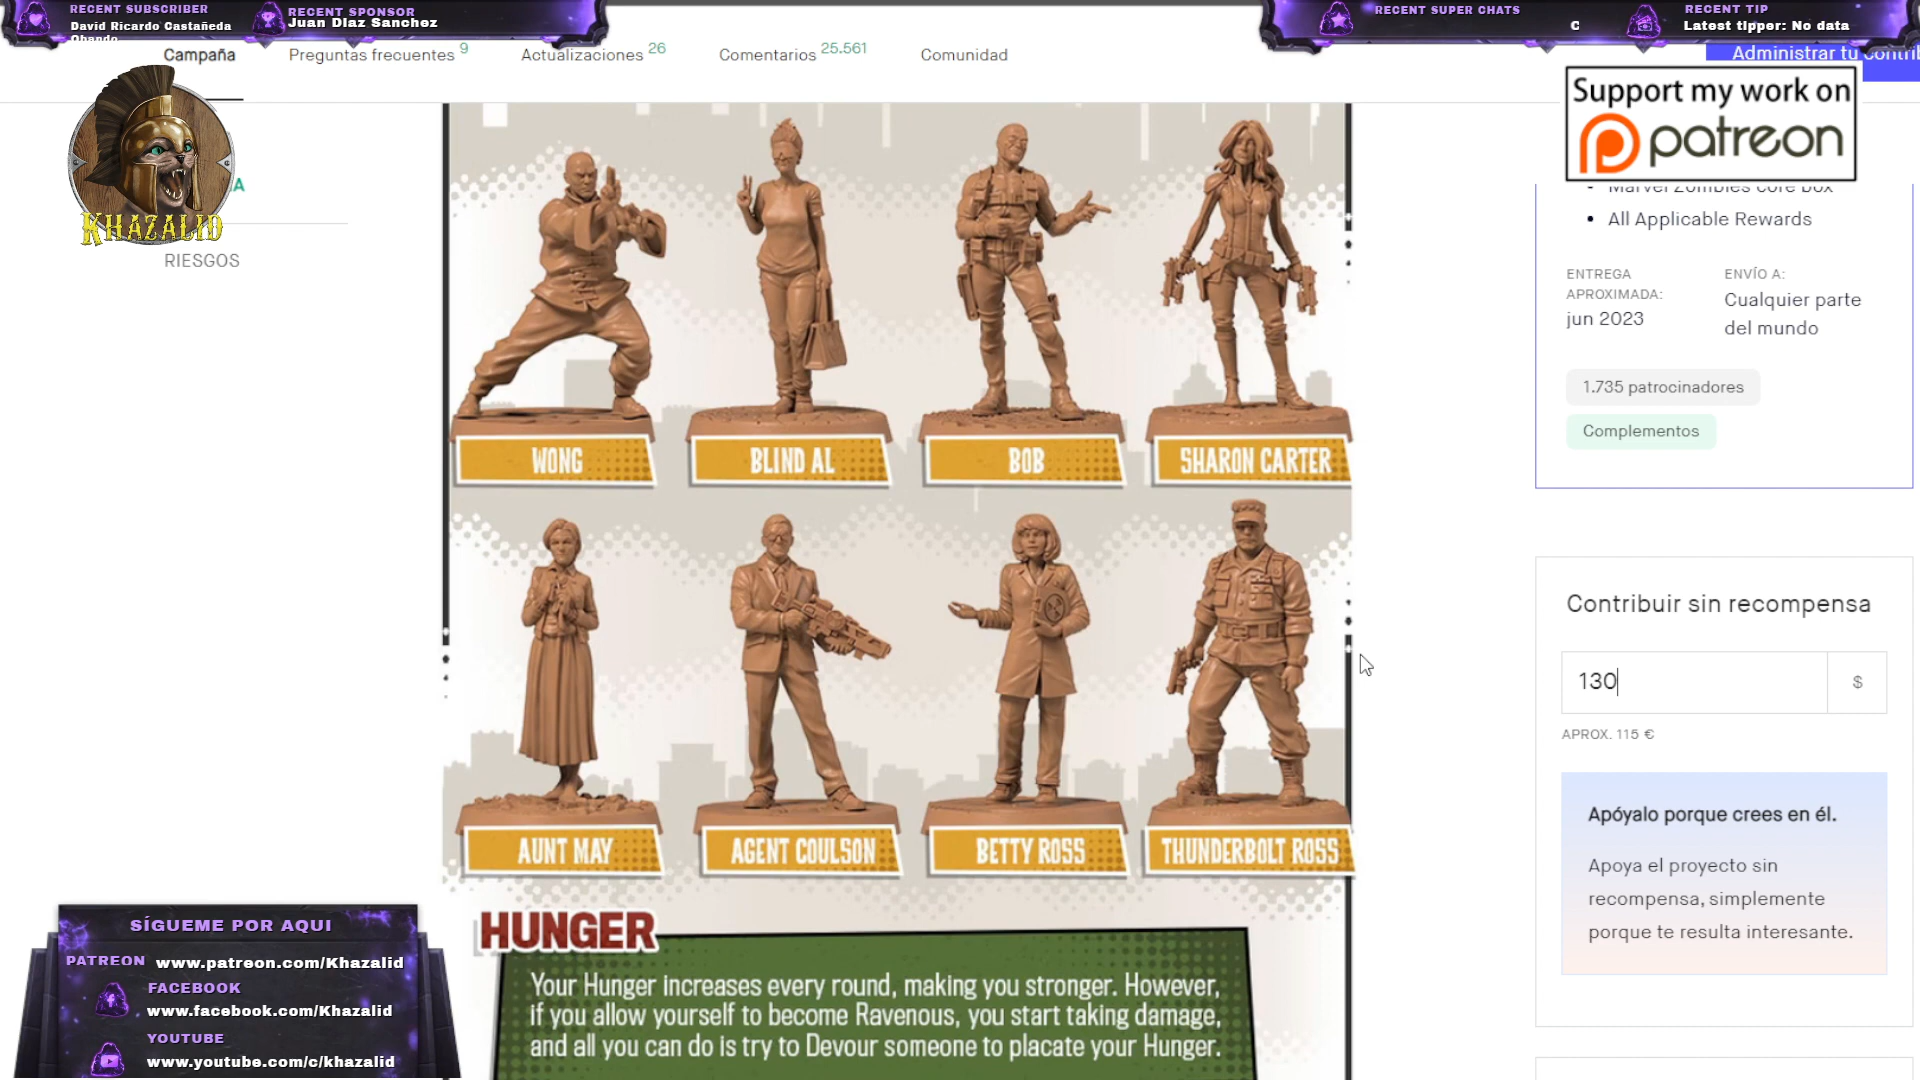 RECENT SUBSCRIBER
David Ricardo Castañeda
Obando
RECENT SPONSOR
Juan Diaz Sanchez
RECENT SUPER CHATS
C
RECENT TIP
Latest tipper: No data
Campaña
Preguntas frecuentes 9
Actualizaciones 26
Comentarios 25.561
Comunidad
Administrar tu contrib
KHAZALID
A
RIESGOS
Support my work on
patreon
Marvel Zombies core box
All Applicable Rewards
ENTREGA
APROXIMADA:
jun 2023
ENVÍO A:
Cualquier parte
del mundo
1.735 patrocinadores
Complementos
WONG
BLIND AL
BOB
SHARON CARTER
AUNT MAY
AGENT COULSON
BETTY ROSS
THUNDERBOLT ROSS
Contribuir sin recompensa
130
$
APROX. 115 €
Apóyalo porque crees en él.
Apoya el proyecto sin
recompensa, simplemente
porque te resulta interesante.
HUNGER
Your Hunger increases every round, making you stronger. However,
if you allow yourself to become Ravenous, you start taking damage,
and all you can do is try to Devour someone to placate your Hunger.
SÍGUEME POR AQUI
PATREON www.patreon.com/Khazalid
FACEBOOK
www.facebook.com/Khazalid
YOUTUBE
www.youtube.com/c/khazalid